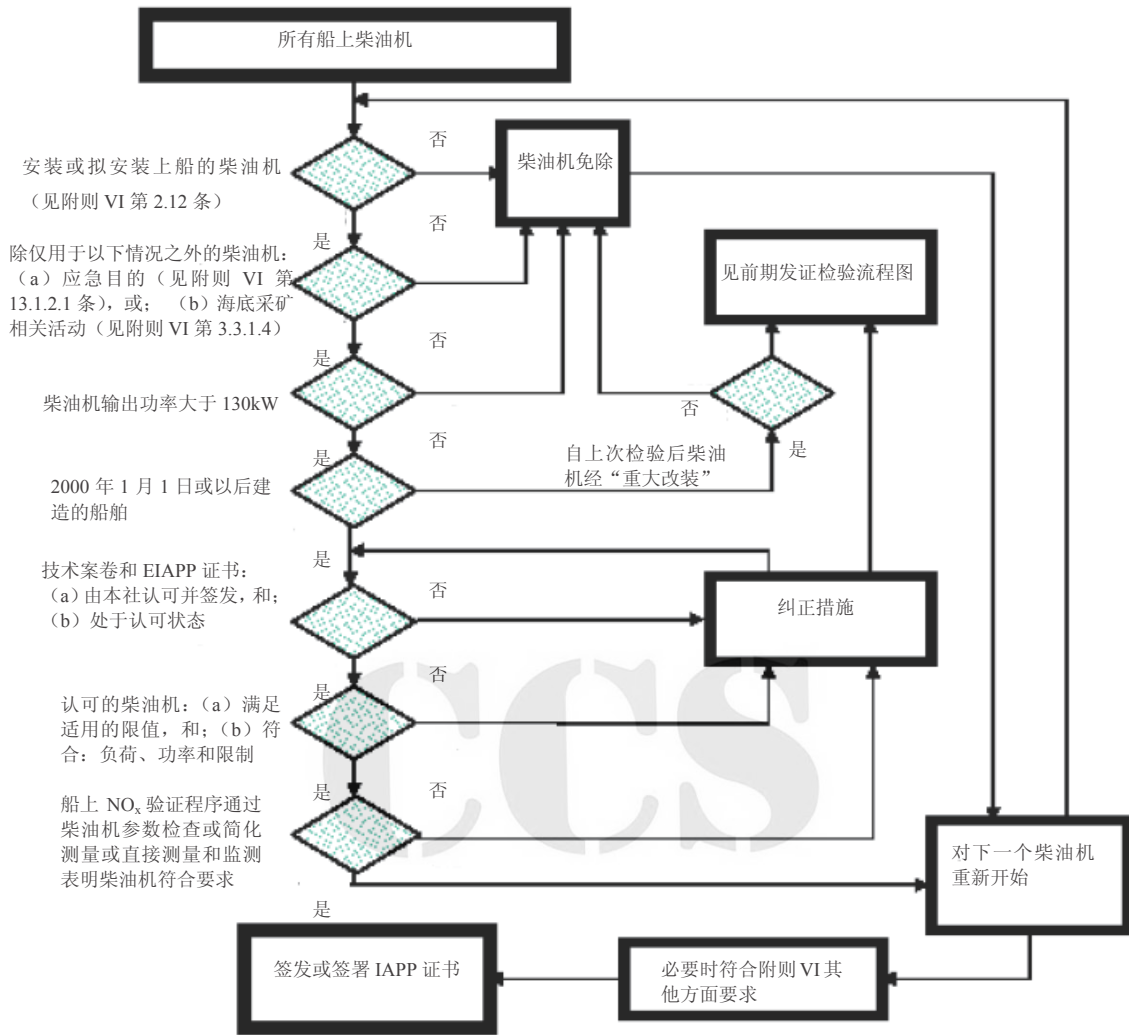 所有船上柴油机
否
安装或拟安装上船的柴油机
（见附则 VI 第 2.12 条）
柴油机免除
是
否
除仅用于以下情况之外的柴油机：
（a）应急目的（见附则 VI 第
13.1.2.1 条），或； （b）海底采矿
相关活动（见附则 VI 第 3.3.1.4）
见前期发证检验流程图
是
否
柴油机输出功率大于 130kW
否
是
是
否
自上次检验后柴油
机经“重大改装”
2000 年 1 月 1 日或以后建
造的船舶
是
技术案卷和 EIAPP 证书：
（a）由本社认可并签发，和；
（b）处于认可状态
否
纠正措施
是
否
认可的柴油机：（a）满足
适用的限值，和；（b）符
合：负荷、功率和限制
是
否
船上 NOx 验证程序通过
柴油机参数检查或简化
测量或直接测量和监测
表明柴油机符合要求
对下一个柴油机
重新开始
是
签发或签署 IAPP 证书
必要时符合附则 VI 其
他方面要求
CCS